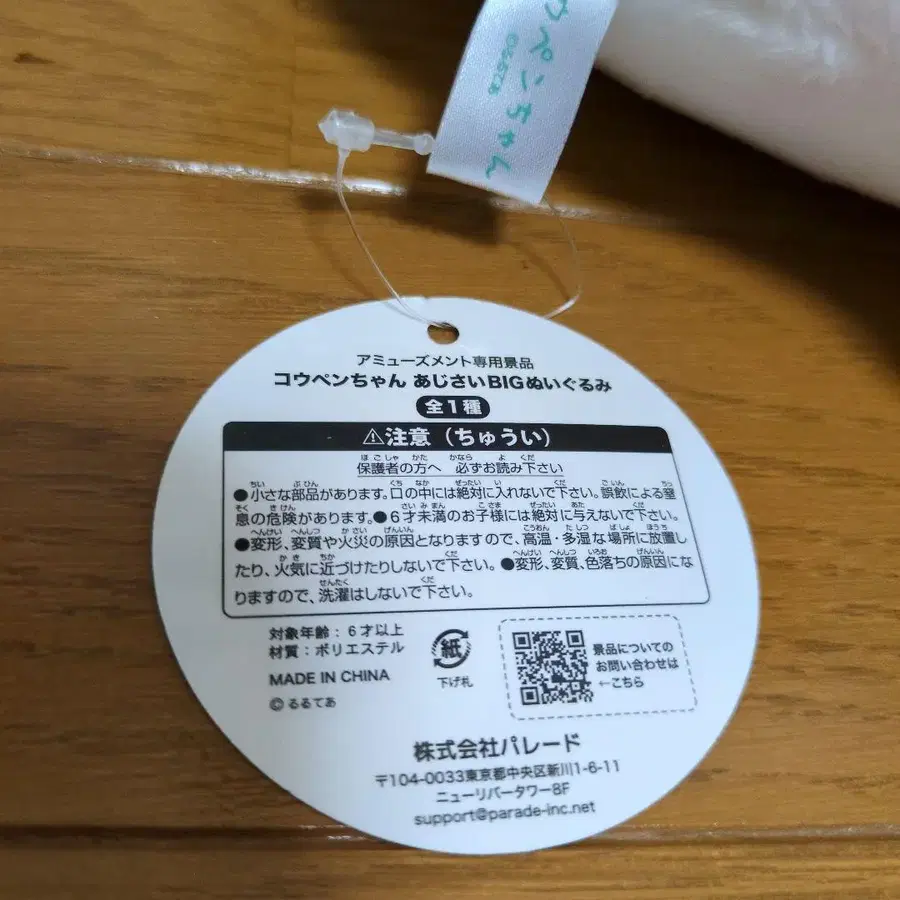 ウペンちゃん
アミューズメント専用景品
コウペンちゃん あじさいBIGぬいぐるみ
全1種
⚠注意（ちゅうい）
保護者の方へ 必ずお読み下さい
●小さな部品があります。口の中には絶対に入れないで下さい。誤飲による窒
息の危険があります。●6才未満のお子様には絶対に与えないで下さい。
●変形、変質や火災の原因となりますので、高温・多湿な場所に放置し
たり、火気に近づけたりしないで下さい。●変形、変質、色落ちの原因にな
りますので、洗濯はしないで下さい。
対象年齢：6才以上
材質：ポリエステル
MADE IN CHINA
©るるてあ
紙
下げ札
景品についての
お問い合わせは
←こちら
株式会社パレード
〒104-0033東京都中央区新川1-6-11
ニューリバータワー8F
support@parade-inc.net